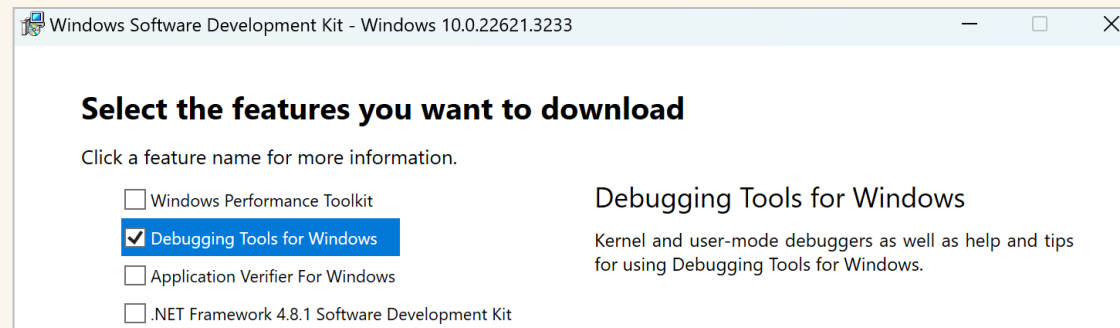 Windows Software Development Kit - Windows 10.0.22621.3233
Select the features you want to download
Click a feature name for more information.
Windows Performance Toolkit
Debugging Tools for Windows
Application Verifier For Windows
.NET Framework 4.8.1 Software Development Kit
Debugging Tools for Windows
Kernel and user-mode debuggers as well as help and tips
for using Debugging Tools for Windows.